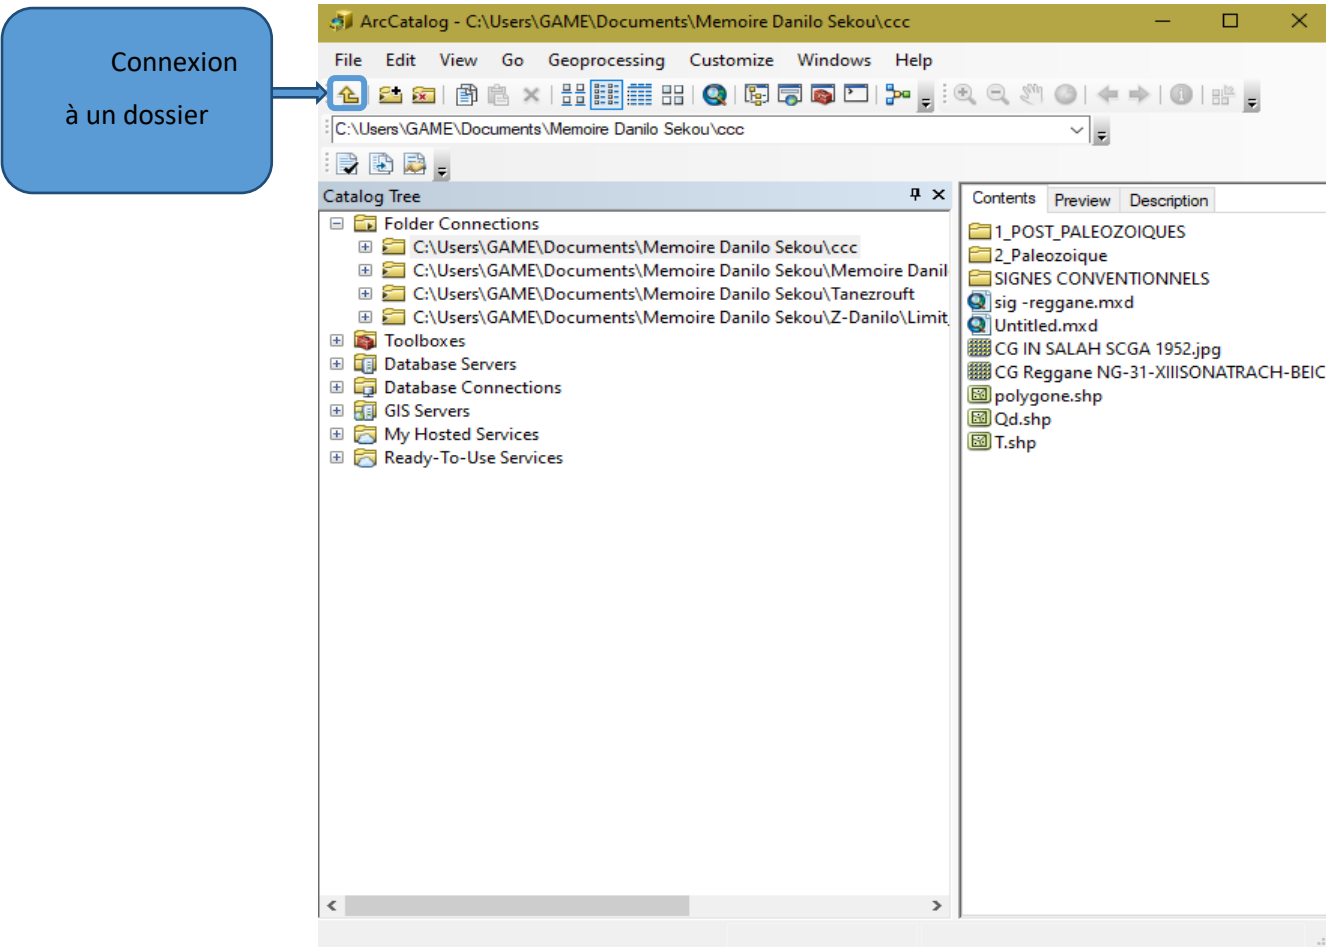 Connexion
à un dossier
ArcCatalog - C:\Users\GAME\Documents\Memoire Danilo Sekou\ccc
File Edit View Go Geoprocessing Customize Windows Help
C:\Users\GAME\Documents\Memoire Danilo Sekou\ccc
Catalog Tree
Folder Connections
C:\Users\GAME\Documents\Memoire Danilo Sekou\ccc
C:\Users\GAME\Documents\Memoire Danilo Sekou\Memoire Danil
C:\Users\GAME\Documents\Memoire Danilo Sekou\Tanezrouft
C:\Users\GAME\Documents\Memoire Danilo Sekou\Z-Danilo\Limit_
Toolboxes
Database Servers
Database Connections
GIS Servers
My Hosted Services
Ready-To-Use Services
Contents Preview Description
1_POST_PALEOZOIQUES
2_Paleozoique
SIGNES CONVENTIONNELS
sig -reggane.mxd
Untitled.mxd
CG IN SALAH SCGA 1952.jpg
CG Reggane NG-31-XIIISONATRACH-BEIC
polygone.shp
Qd.shp
T.shp